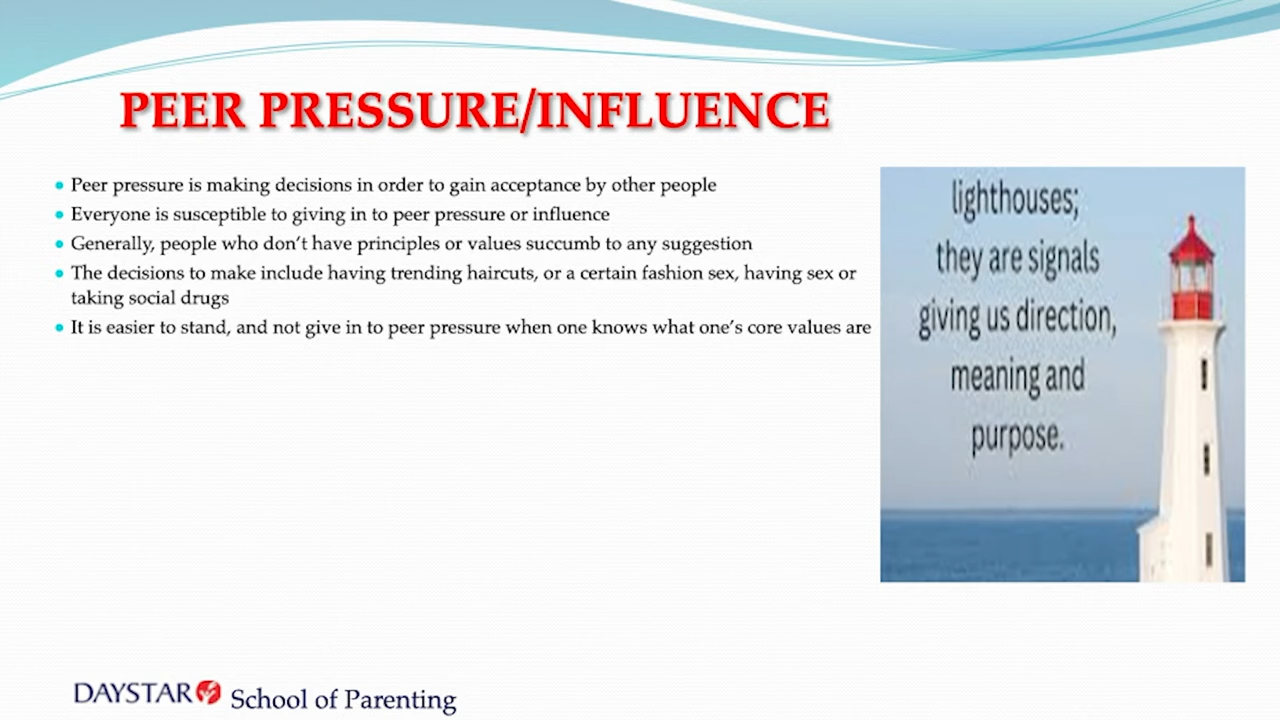 PEER PRESSURE/INFLUENCE
Peer pressure is making decisions in order to gain acceptance by other people
Everyone is susceptible to giving in to peer pressure or influence
Generally, people who don't have principles or values succumb to any suggestion
The decisions to make include having trending haircuts, or a certain fashion sex, having sex or
taking social drugs
It is easier to stand, and not give in to peer pressure when one knows what one's core values are
lighthouses;
they are signals
giving us direction,
meaning and
purpose.
DAYSTAR School of Parenting